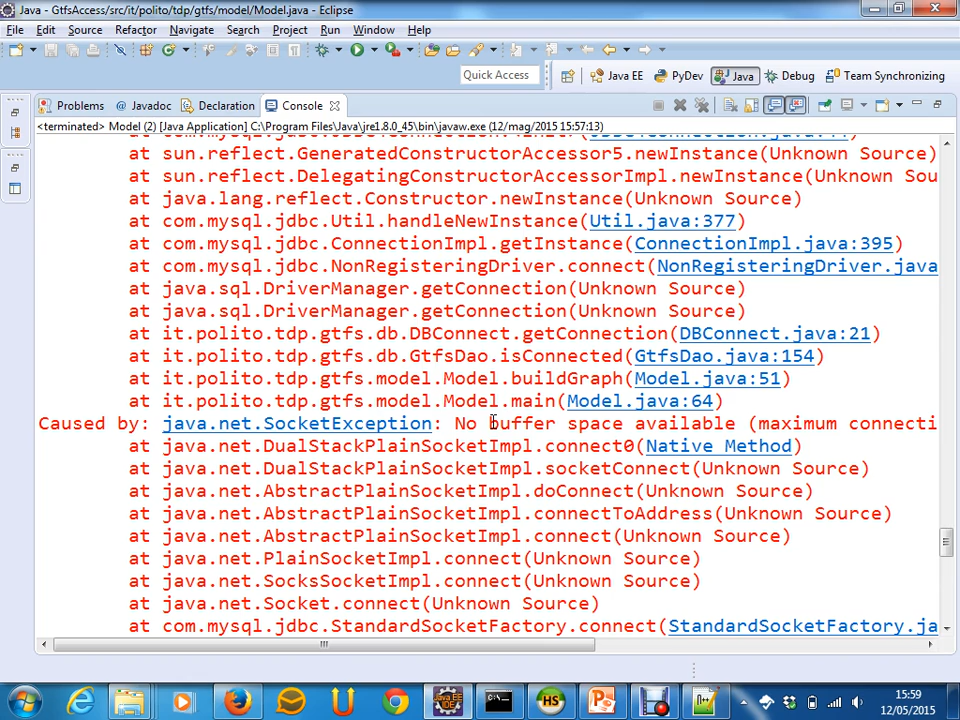 Java - GtfsAccess/src/it/polito/tdp/gtfs/model/Model.java - Eclipse
File Edit Source Refactor Navigate Search Project Run Window Help
Quick Access Java EE PyDev Java Debug Team Synchronizing
Problems Javadoc Declaration Console
<terminated> Model (2) [Java Application] C:\Program Files\Java\jre1.8.0_45\bin\javaw.exe (12/mag/2015 15:57:13)
at sun.reflect.GeneratedConstructorAccessor5.newInstance(Unknown Source)
at sun.reflect.DelegatingConstructorAccessorImpl.newInstance(Unknown Sou
at java.lang.reflect.Constructor.newInstance(Unknown Source)
at com.mysql.jdbc.Util.handleNewInstance(Util.java:377)
at com.mysql.jdbc.ConnectionImpl.getInstance(ConnectionImpl.java:395)
at com.mysql.jdbc.NonRegisteringDriver.connect(NonRegisteringDriver.java
at java.sql.DriverManager.getConnection(Unknown Source)
at java.sql.DriverManager.getConnection(Unknown Source)
at it.polito.tdp.gtfs.db.DBConnect.getConnection(DBConnect.java:21)
at it.polito.tdp.gtfs.db.GtfsDao.isConnected(GtfsDao.java:154)
at it.polito.tdp.gtfs.model.Model.buildGraph(Model.java:51)
at it.polito.tdp.gtfs.model.Model.main(Model.java:64)
Caused by: java.net.SocketException: No buffer space available (maximum connecti
at java.net.DualStackPlainSocketImpl.connect0(Native Method)
at java.net.DualStackPlainSocketImpl.socketConnect(Unknown Source)
at java.net.AbstractPlainSocketImpl.doConnect(Unknown Source)
at java.net.AbstractPlainSocketImpl.connectToAddress(Unknown Source)
at java.net.AbstractPlainSocketImpl.connect(Unknown Source)
at java.net.PlainSocketImpl.connect(Unknown Source)
at java.net.SocksSocketImpl.connect(Unknown Source)
at java.net.Socket.connect(Unknown Source)
at com.mysql.jdbc.StandardSocketFactory.connect(StandardSocketFactory.ja
15:59
12/05/2015